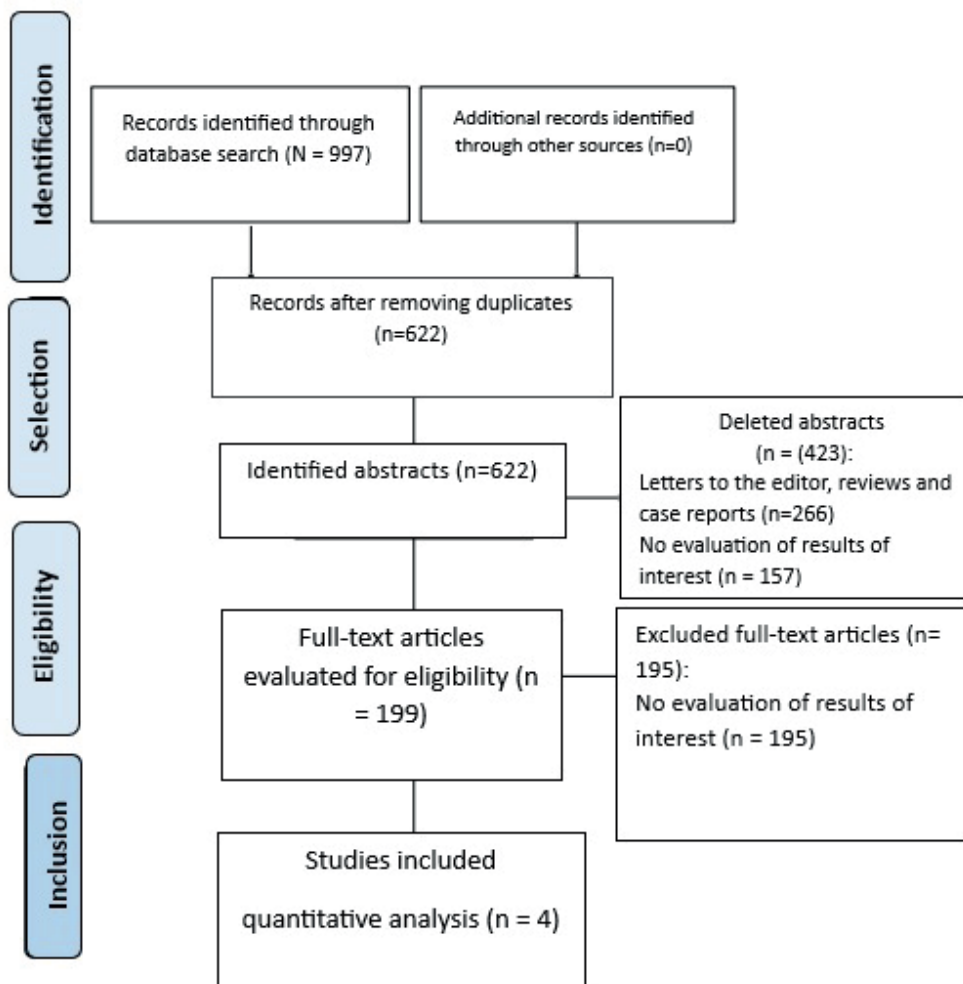 Identification
Records identified through
database search (N = 997)
Additional records identified
through other sources (n=0)
Selection
Records after removing duplicates
(n=622)
Identified abstracts (n=622)
Deleted abstracts
(n = (423):
Letters to the editor, reviews and
case reports (n=266)
No evaluation of results of
interest (n = 157)
Eligibility
Full-text articles
evaluated for eligibility (n
= 199)
Excluded full-text articles (n=
195):
No evaluation of results of
interest (n = 195)
Inclusion
Studies included
quantitative analysis (n = 4)